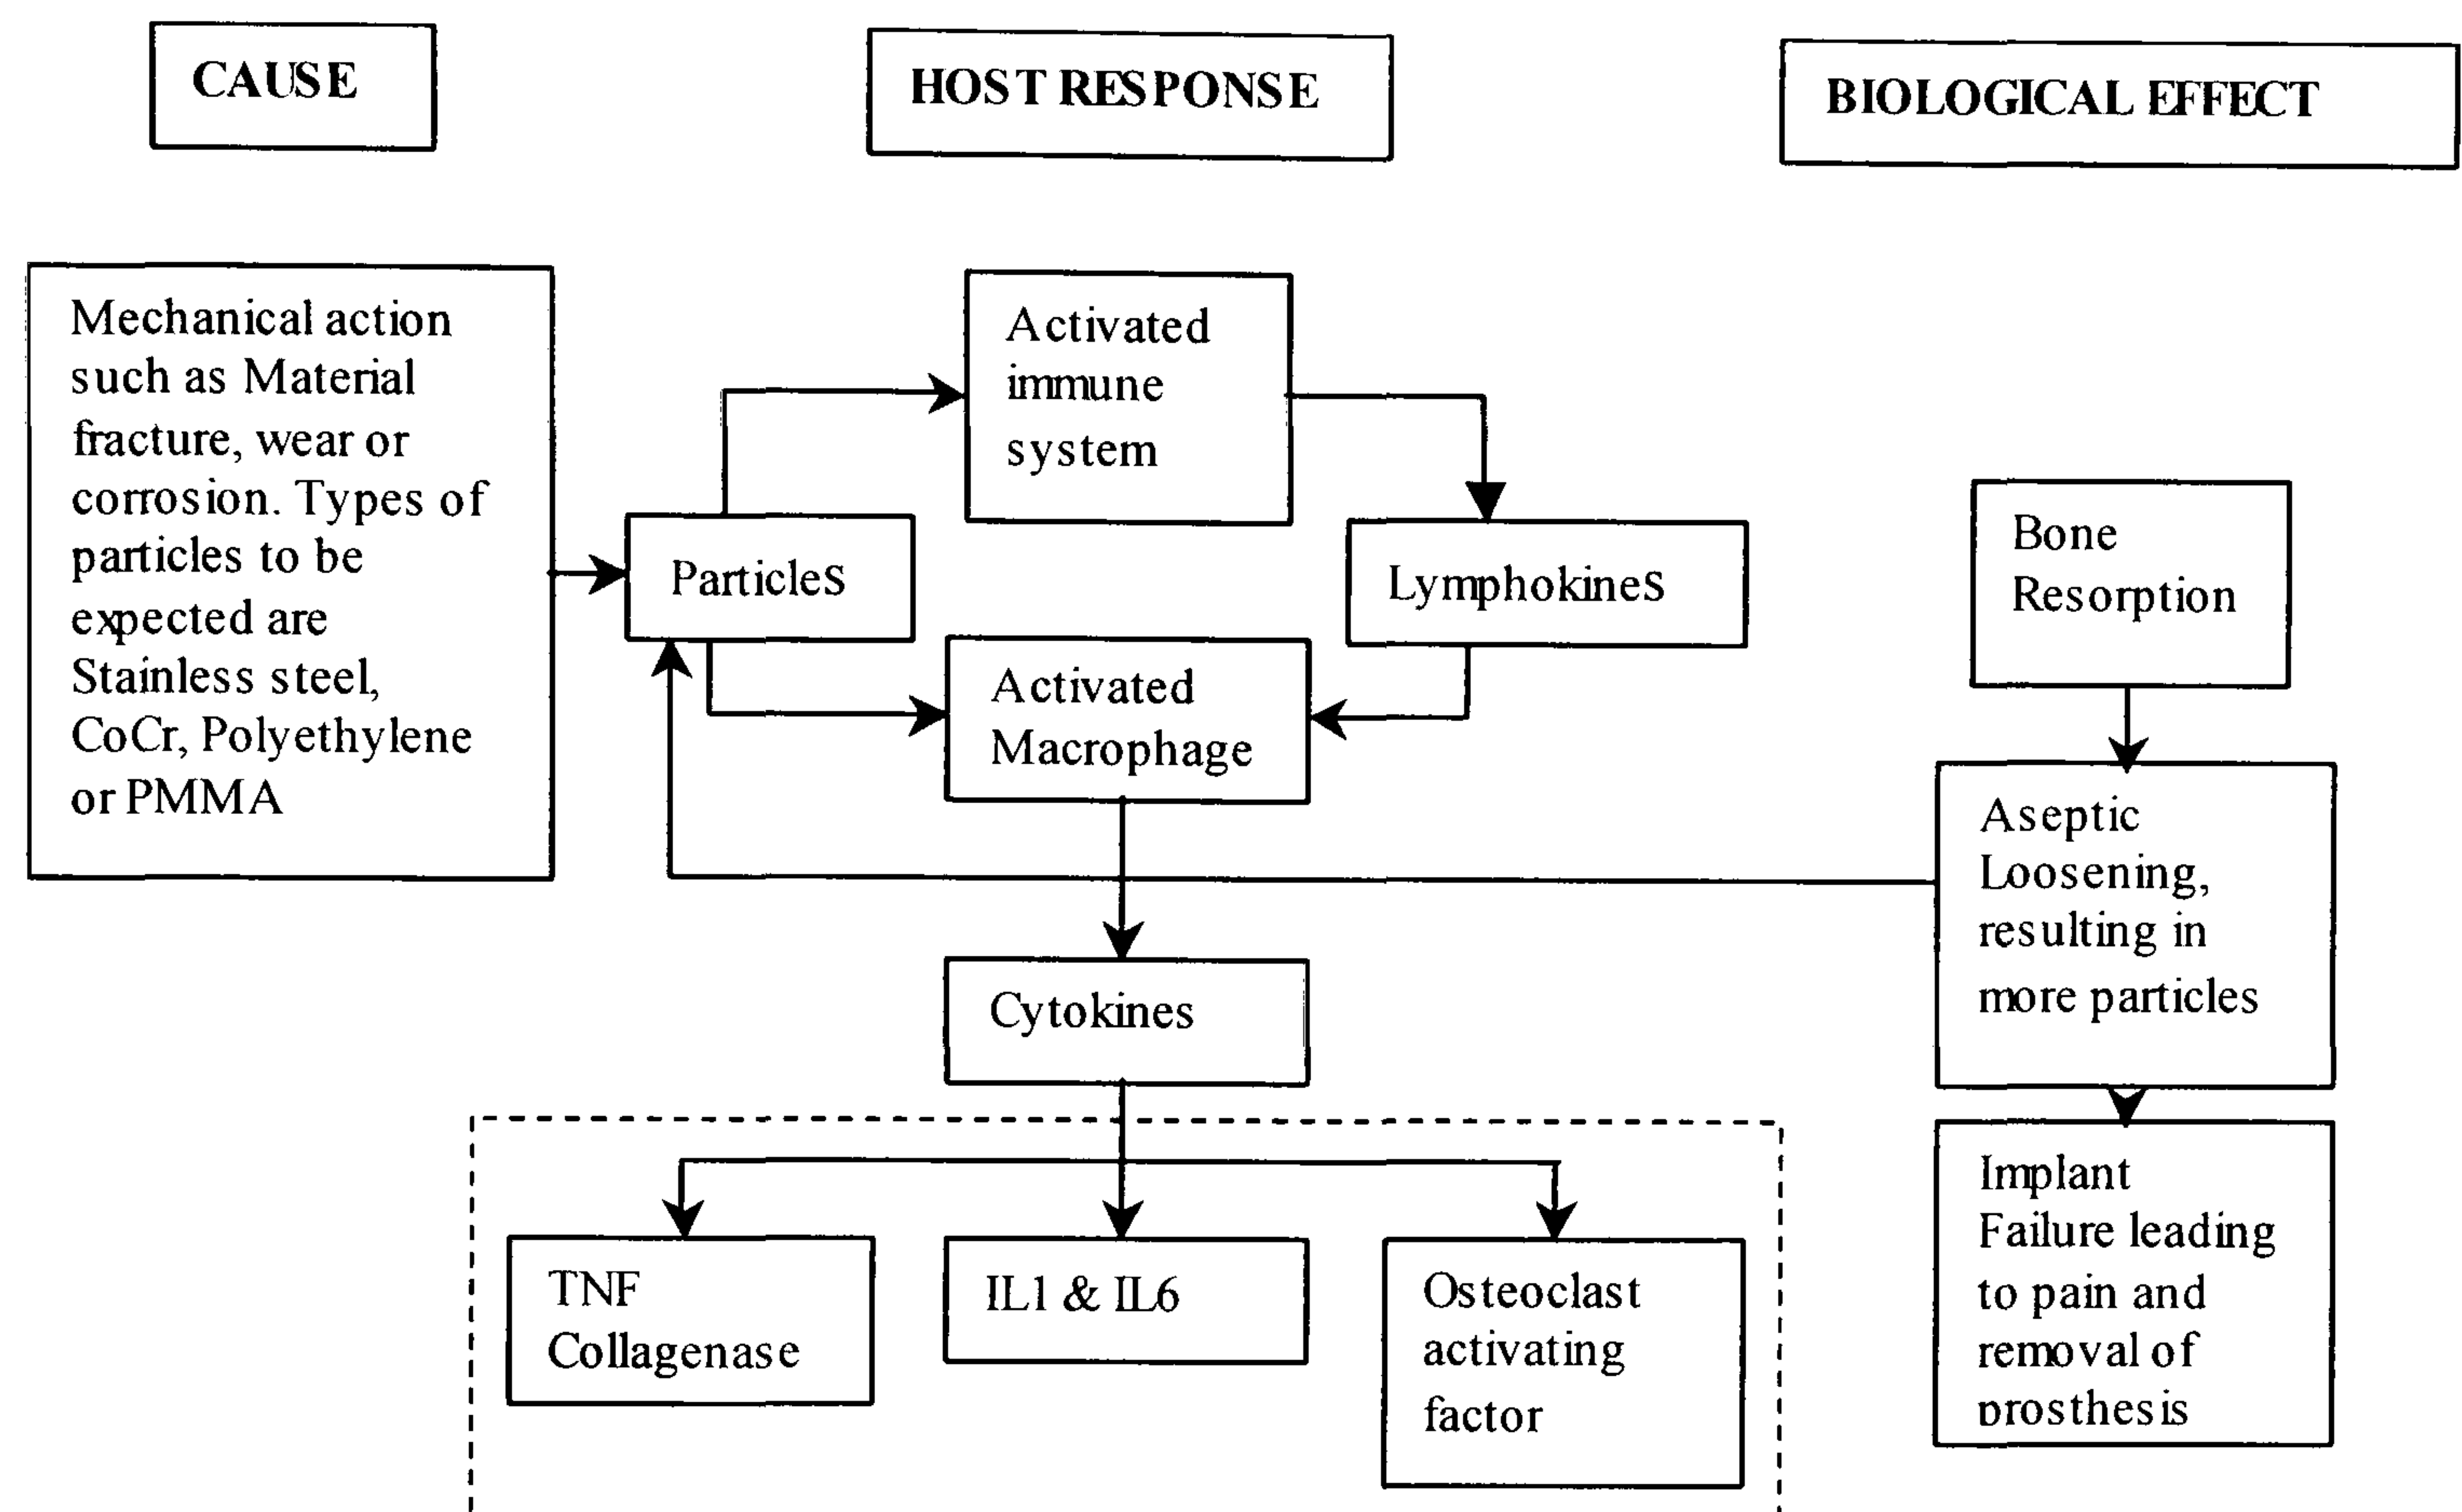 CAUSE
HOST RESPONSE
BIOLOGICAL EFFECT
Mechanical action
such as Material
fracture, wear or
corrosion. Types of
particles to be
expected are
Stainless steel,
CoCr, Polyethylene
or PMMA
Activated
immune
system
Particles
Lymphokines
Activated
Macrophage
Cytokines
TNF
Collagenase
IL1 & IL6
Osteoclast
activating
factor
Bone
Resorption
Aseptic
Loosening,
resulting in
more particles
Implant
Failure leading
to pain and
removal of
prosthesis